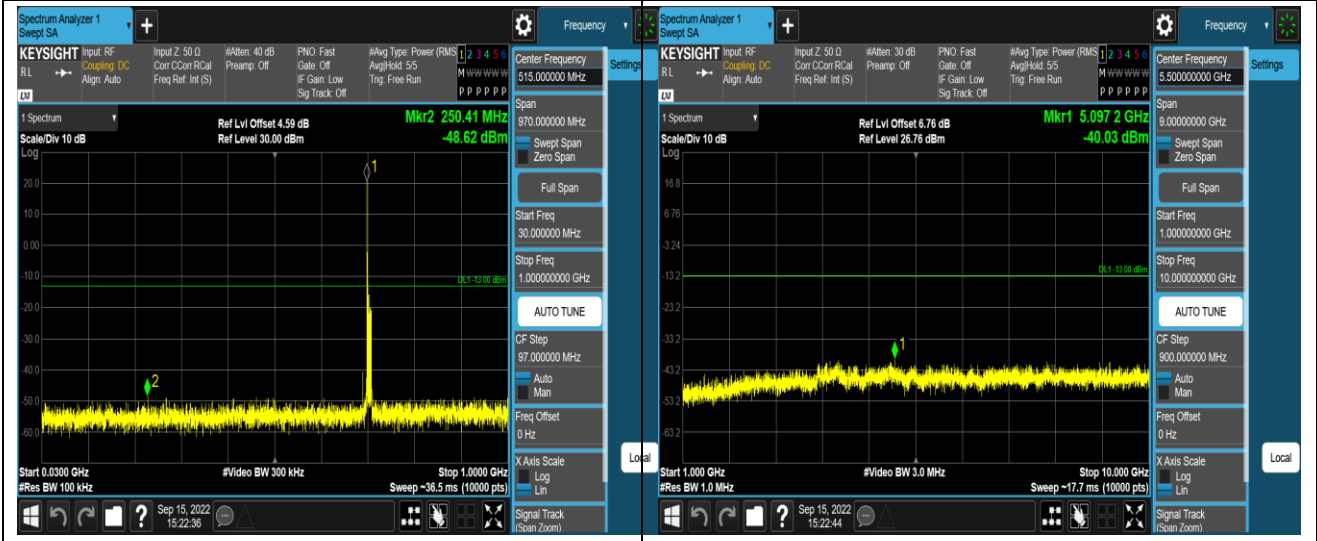 Spectrum Analyzer 1
Swept SA
+
Frequency
KEYSIGHT
RL
LXI
Input: RF
Coupling: DC
Align: Auto
Input Z: 50 Ω
Corr CCorr RCal
Freq Ref: Int (S)
#Atten: 40 dB
Preamp: Off
PNO: Fast
Gate: Off
IF Gain: Low
Sig Track: Off
#Avg Type: Power (RMS
Avg|Hold: 5/5
Trig: Free Run
1 2 3 4 5 6
M W W W W W
P P P P P P
1 Spectrum
Scale/Div 10 dB
Log
Ref Lvl Offset 4.59 dB
Ref Level 30.00 dBm
Mkr2 250.41 MHz
-48.62 dBm
1
20.0
10.0
0.00
-10.0
DL1 -13.00 dBm
-20.0
-30.0
-40.0
2
-50.0
-60.0
Start 0.0300 GHz
#Res BW 100 kHz
#Video BW 300 kHz
Stop 1.0000 GHz
Sweep ~36.5 ms (10000 pts)
Center Frequency
515.000000 MHz
Span
970.000000 MHz
Swept Span
Zero Span
Full Span
Start Freq
30.000000 MHz
Stop Freq
1.000000000 GHz
AUTO TUNE
CF Step
97.000000 MHz
Auto
Man
Freq Offset
0 Hz
X Axis Scale
Log
Lin
Signal Track
(Span Zoom)
Settings
Local
?
Sep 15, 2022
15:22:36
Spectrum Analyzer 1
Swept SA
+
Frequency
KEYSIGHT
RL
LXI
Input: RF
Coupling: DC
Align: Auto
Input Z: 50 Ω
Corr CCorr RCal
Freq Ref: Int (S)
#Atten: 30 dB
Preamp: Off
PNO: Fast
Gate: Off
IF Gain: Low
Sig Track: Off
#Avg Type: Power (RMS
Avg|Hold: 5/5
Trig: Free Run
1 2 3 4 5 6
M W W W W W
P P P P P P
1 Spectrum
Scale/Div 10 dB
Log
Ref Lvl Offset 6.76 dB
Ref Level 26.76 dBm
Mkr1 5.097 2 GHz
-40.03 dBm
16.8
6.76
-3.24
-13.2
DL1 -13.00 dBm
-23.2
-33.2
1
-43.2
-53.2
-63.2
Start 1.000 GHz
#Res BW 1.0 MHz
#Video BW 3.0 MHz
Stop 10.000 GHz
Sweep ~17.7 ms (10000 pts)
Center Frequency
5.500000000 GHz
Span
9.00000000 GHz
Swept Span
Zero Span
Full Span
Start Freq
1.000000000 GHz
Stop Freq
10.000000000 GHz
AUTO TUNE
CF Step
900.000000 MHz
Auto
Man
Freq Offset
0 Hz
X Axis Scale
Log
Lin
Signal Track
(Span Zoom)
Settings
Local
?
Sep 15, 2022
15:22:44